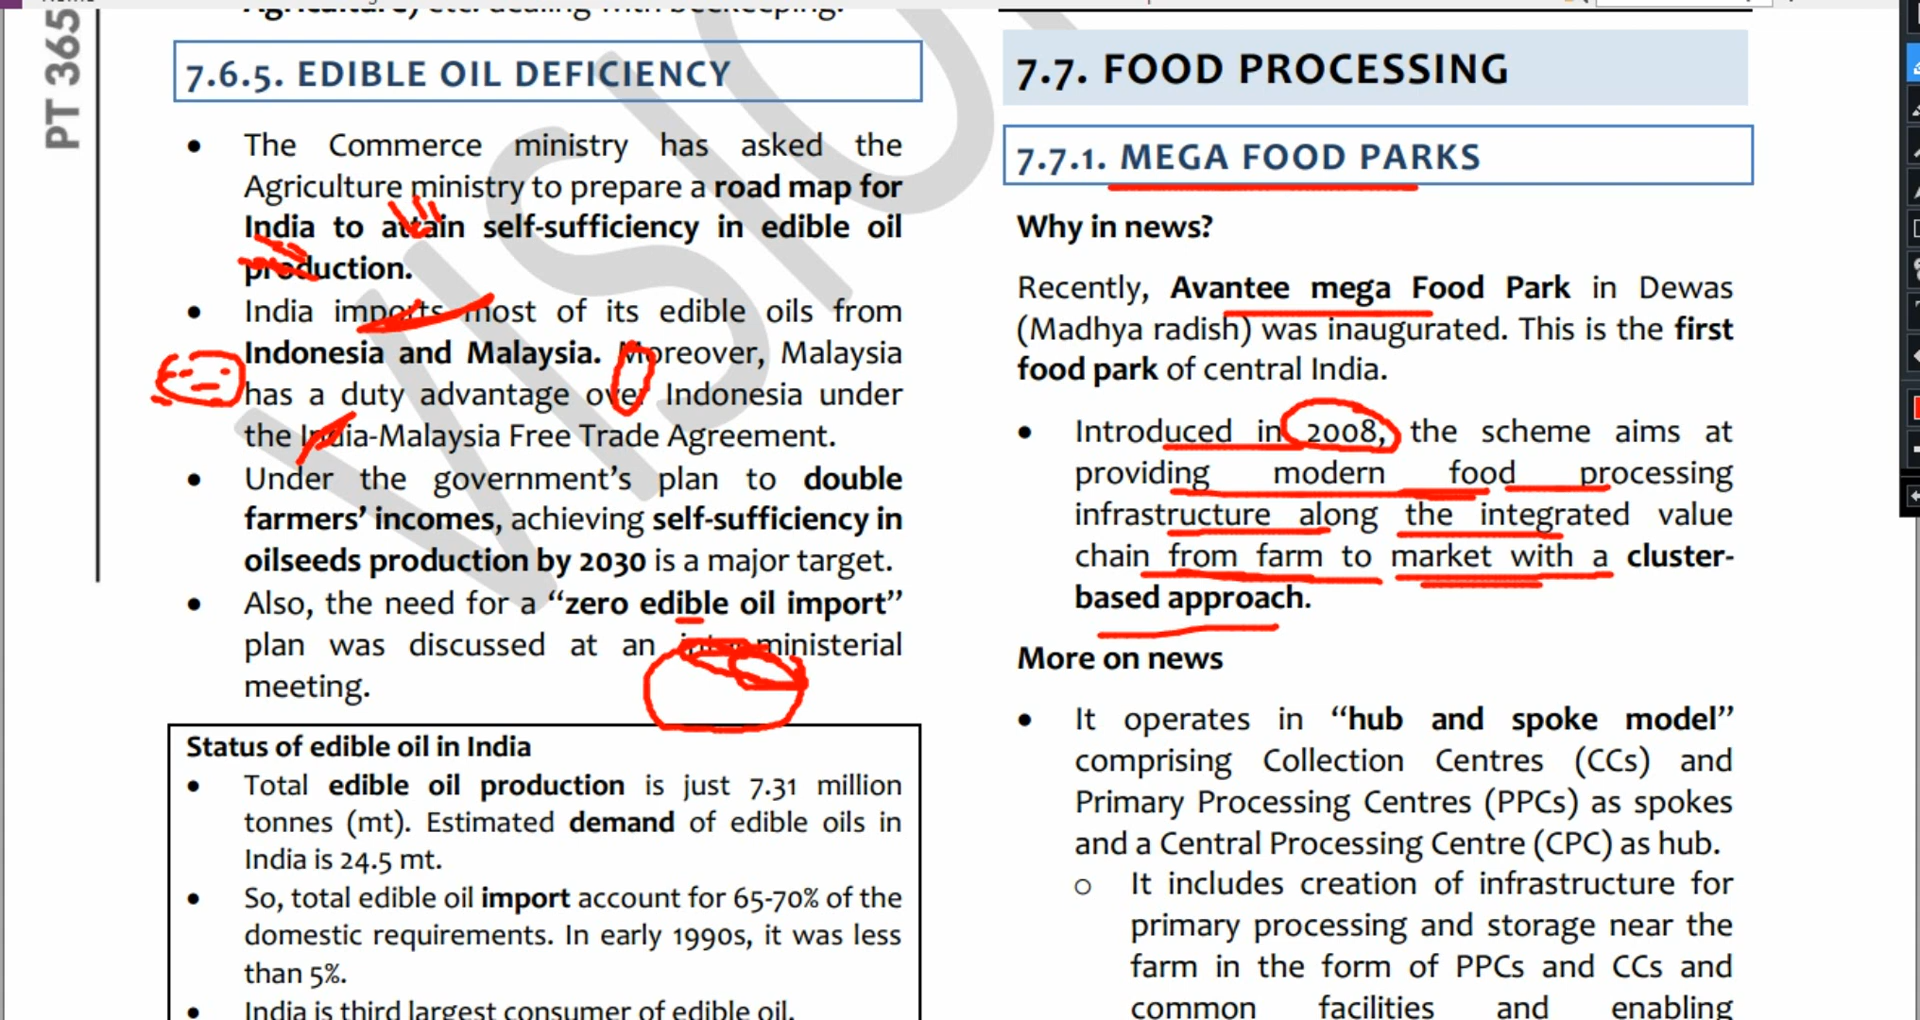 PT 365
7.6.5. EDIBLE OIL DEFICIENCY
• The Commerce ministry has asked the
Agriculture ministry to prepare a road map for
India to attain self-sufficiency in edible oil
production.
• India imports most of its edible oils from
Indonesia and Malaysia. Moreover, Malaysia
has a duty advantage over Indonesia under
the India-Malaysia Free Trade Agreement.
• Under the government’s plan to double
farmers’ incomes, achieving self-sufficiency in
oilseeds production by 2030 is a major target.
• Also, the need for a “zero edible oil import”
plan was discussed at an inter-ministerial
meeting.
Status of edible oil in India
• Total edible oil production is just 7.31 million
tonnes (mt). Estimated demand of edible oils in
India is 24.5 mt.
• So, total edible oil import account for 65-70% of the
domestic requirements. In early 1990s, it was less
than 5%.
• India is third largest consumer of edible oil.
7.7. FOOD PROCESSING
7.7.1. MEGA FOOD PARKS
Why in news?
Recently, Avantee mega Food Park in Dewas
(Madhya radish) was inaugurated. This is the first
food park of central India.
• Introduced in 2008, the scheme aims at
providing modern food processing
infrastructure along the integrated value
chain from farm to market with a cluster-
based approach.
More on news
• It operates in “hub and spoke model”
comprising Collection Centres (CCs) and
Primary Processing Centres (PPCs) as spokes
and a Central Processing Centre (CPC) as hub.
o It includes creation of infrastructure for
primary processing and storage near the
farm in the form of PPCs and CCs and
common facilities and enabling